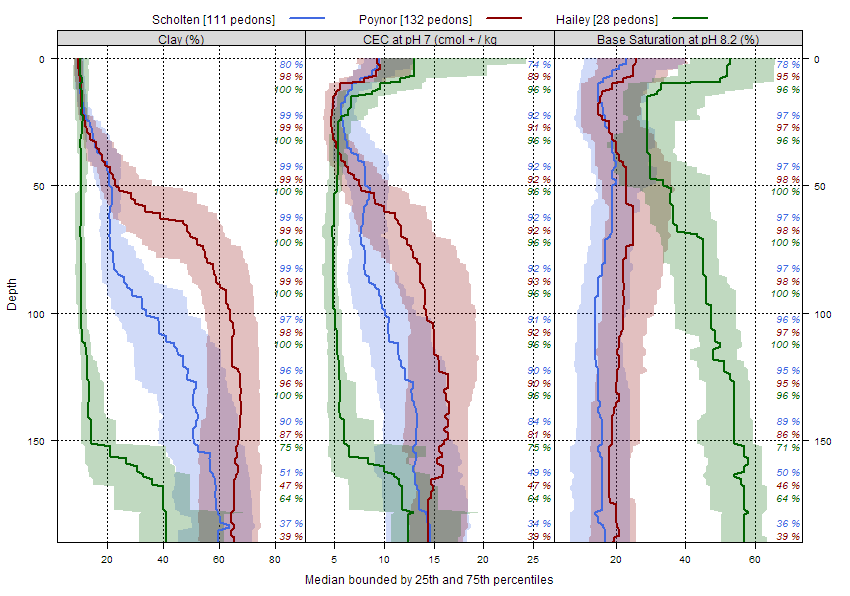 Scholten [111 pedons] Poynor [132 pedons] Hailey [28 pedons]
Clay (%) CEC at pH 7 (cmol + / kg Base Saturation at pH 8.2 (%)
0 80 % 74 % 78 % 0
98 % 89 % 95 %
100 % 96 % 96 %
99 % 92 % 97 %
99 % 91 % 97 %
100 % 96 % 96 %
99 % 92 % 97 %
99 % 92 % 98 %
50 100 % 96 % 100 % 50
99 % 92 % 97 %
99 % 92 % 98 %
100 % 96 % 100 %
99 % 92 % 97 %
99 % 93 % 98 %
100 % 96 % 100 %
100 99 % 91 % 96 % 100
98 % 92 % 97 %
100 % 96 % 100 %
96 % 90 % 95 %
96 % 90 % 95 %
100 % 96 % 100 %
90 % 84 % 89 %
87 % 81 % 86 %
150 75 % 75 % 71 % 150
51 % 49 % 50 %
47 % 47 % 46 %
64 % 64 % 64 %
37 % 34 % 36 %
39 % 39 % 39 %
Depth
20 40 60 80 5 10 15 20 25 20 40 60
Median bounded by 25th and 75th percentiles